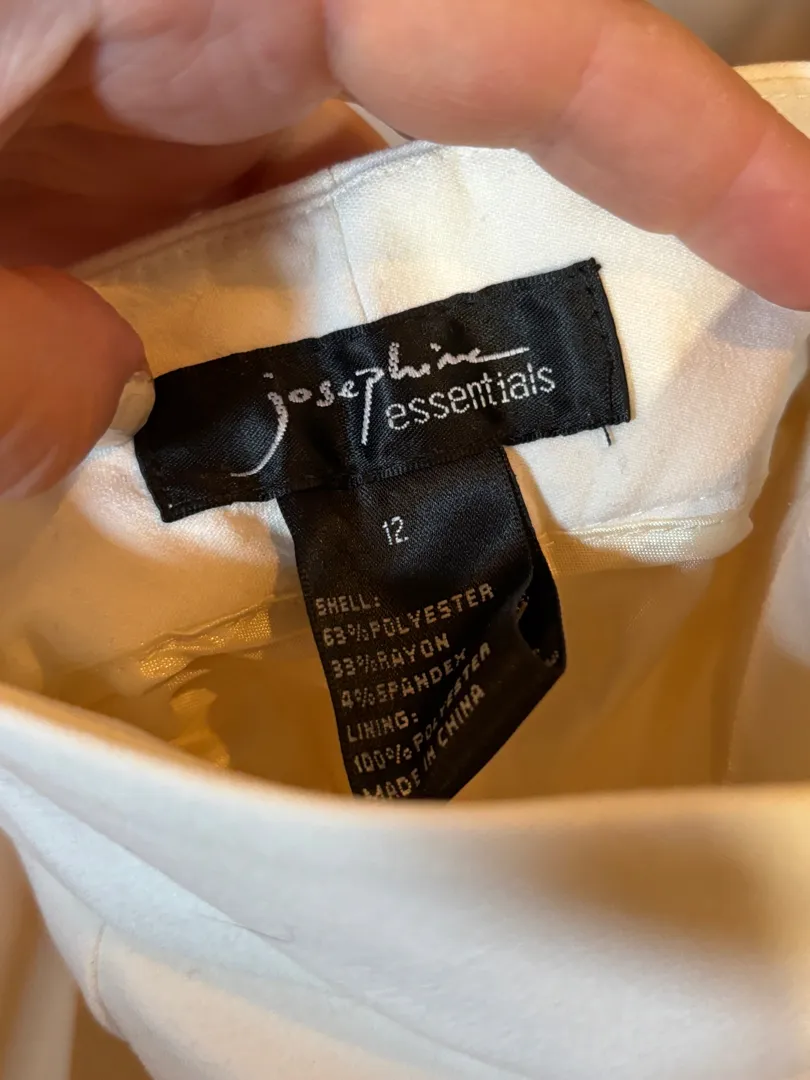 josephine
essentials
12
SHELL:
63%POLYESTER
33%RAYON
4%SPANDEX
LINING:
100%POLYESTER
MADE IN CHINA